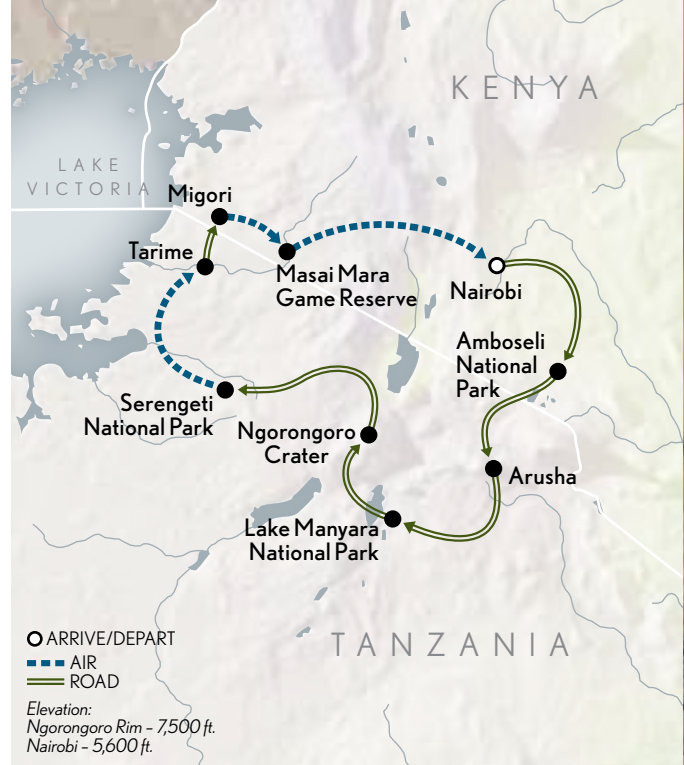 KENYA
LAKE
VICTORIA
Migori
Tarime
Masai Mara
Game Reserve
Nairobi
Amboseli
National
Park
Serengeti
National Park
Ngorongoro
Crater
Arusha
Lake Manyara
National Park
TANZANIA
ARRIVE/DEPART
AIR
ROAD
Elevation:
Ngorongoro Rim – 7,500 ft.
Nairobi – 5,600 ft.